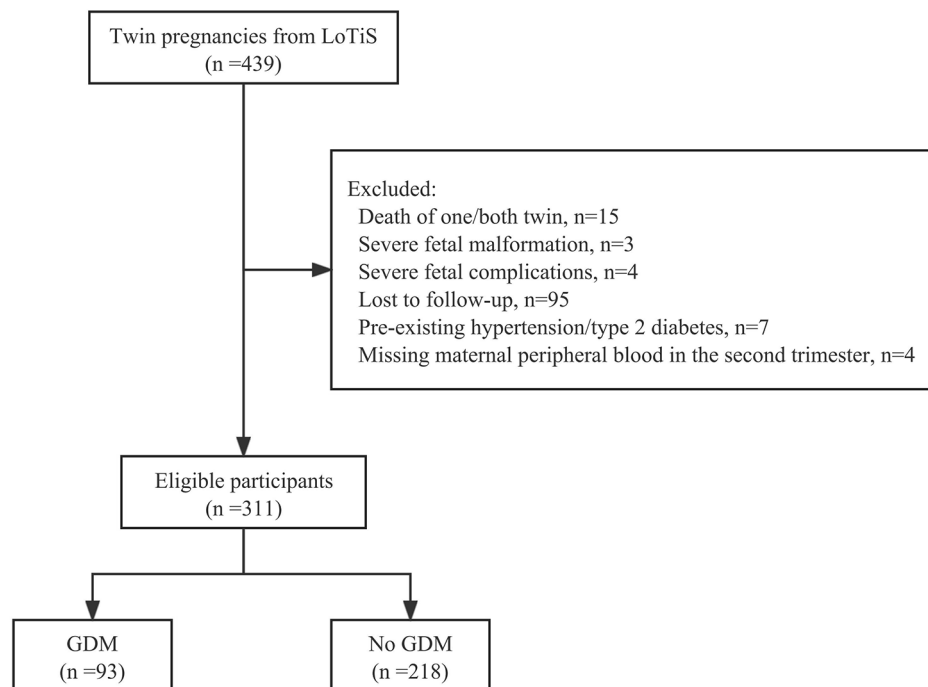 Twin pregnancies from LoTiS
(n =439)
Excluded:
Death of one/both twin, n=15
Severe fetal malformation, n=3
Severe fetal complications, n=4
Lost to follow-up, n=95
Pre-existing hypertension/type 2 diabetes, n=7
Missing maternal peripheral blood in the second trimester, n=4
Eligible participants
(n =311)
GDM
(n =93)
No GDM
(n =218)